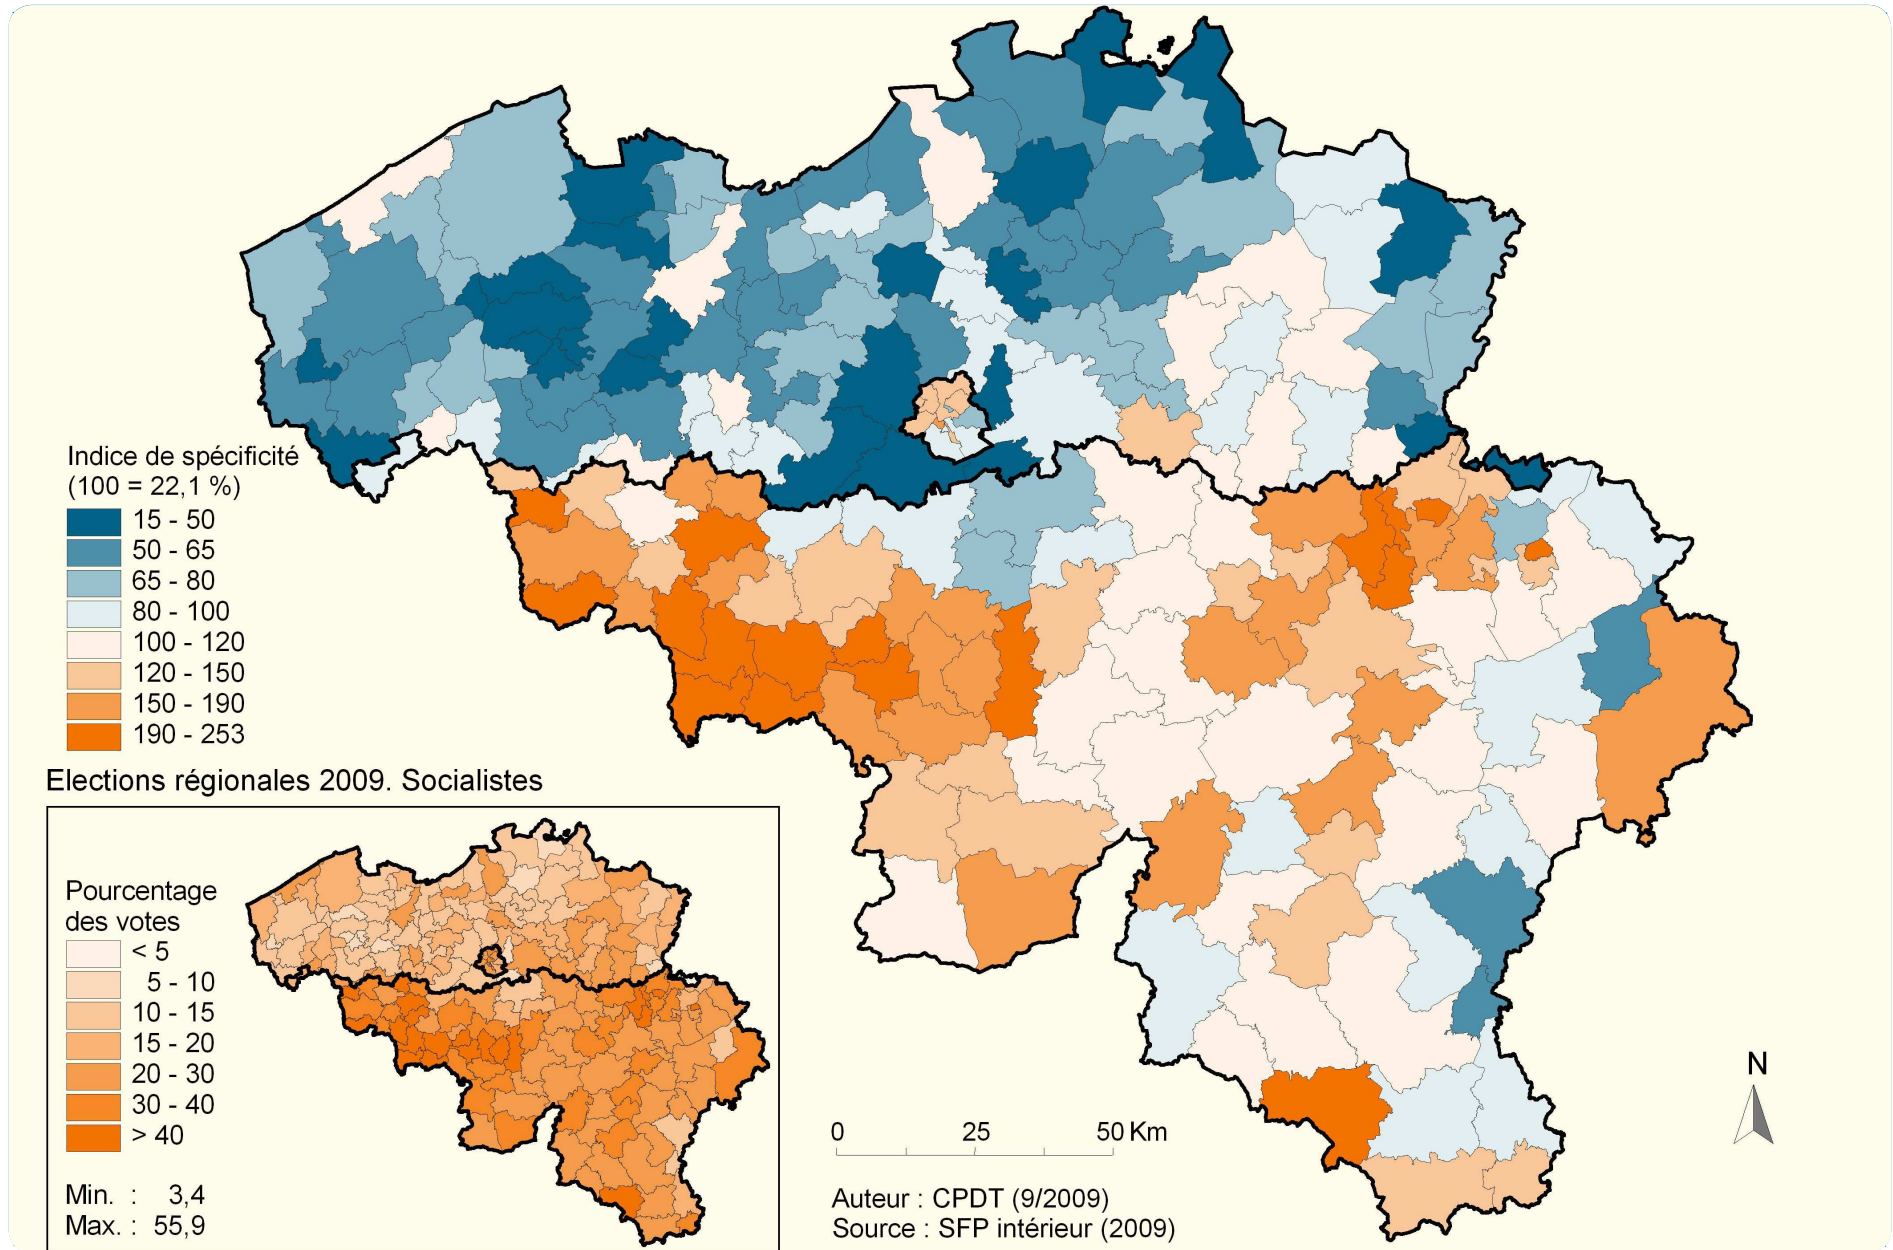 Indice de spécificité
(100 = 22,1 %)
15 - 50
50 - 65
65 - 80
80 - 100
100 - 120
120 - 150
150 - 190
190 - 253
Elections régionales 2009. Socialistes
Pourcentage
des votes
< 5
5 - 10
10 - 15
15 - 20
20 - 30
30 - 40
> 40
Min. : 3,4
Max. : 55,9
0 25 50 Km
Auteur : CPDT (9/2009)
Source : SFP intérieur (2009)
N